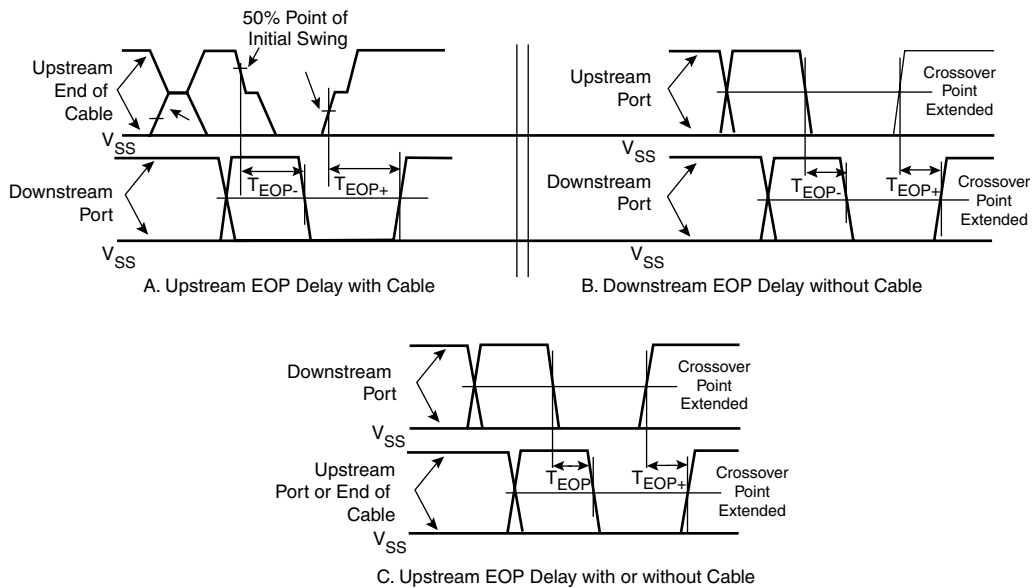 50% Point of
Initial Swing
Upstream
End of
Cable
VSS
Downstream
Port
TEOP-
TEOP+
VSS
A. Upstream EOP Delay with Cable
Upstream
Port
Crossover
Point
Extended
VSS
Downstream
Port
TEOP-
TEOP+
Crossover
Point
Extended
VSS
B. Downstream EOP Delay without Cable
Downstream
Port
Crossover
Point
Extended
VSS
Upstream
Port or End of
Cable
TEOP
TEOP+
Crossover
Point
Extended
VSS
C. Upstream EOP Delay with or without Cable